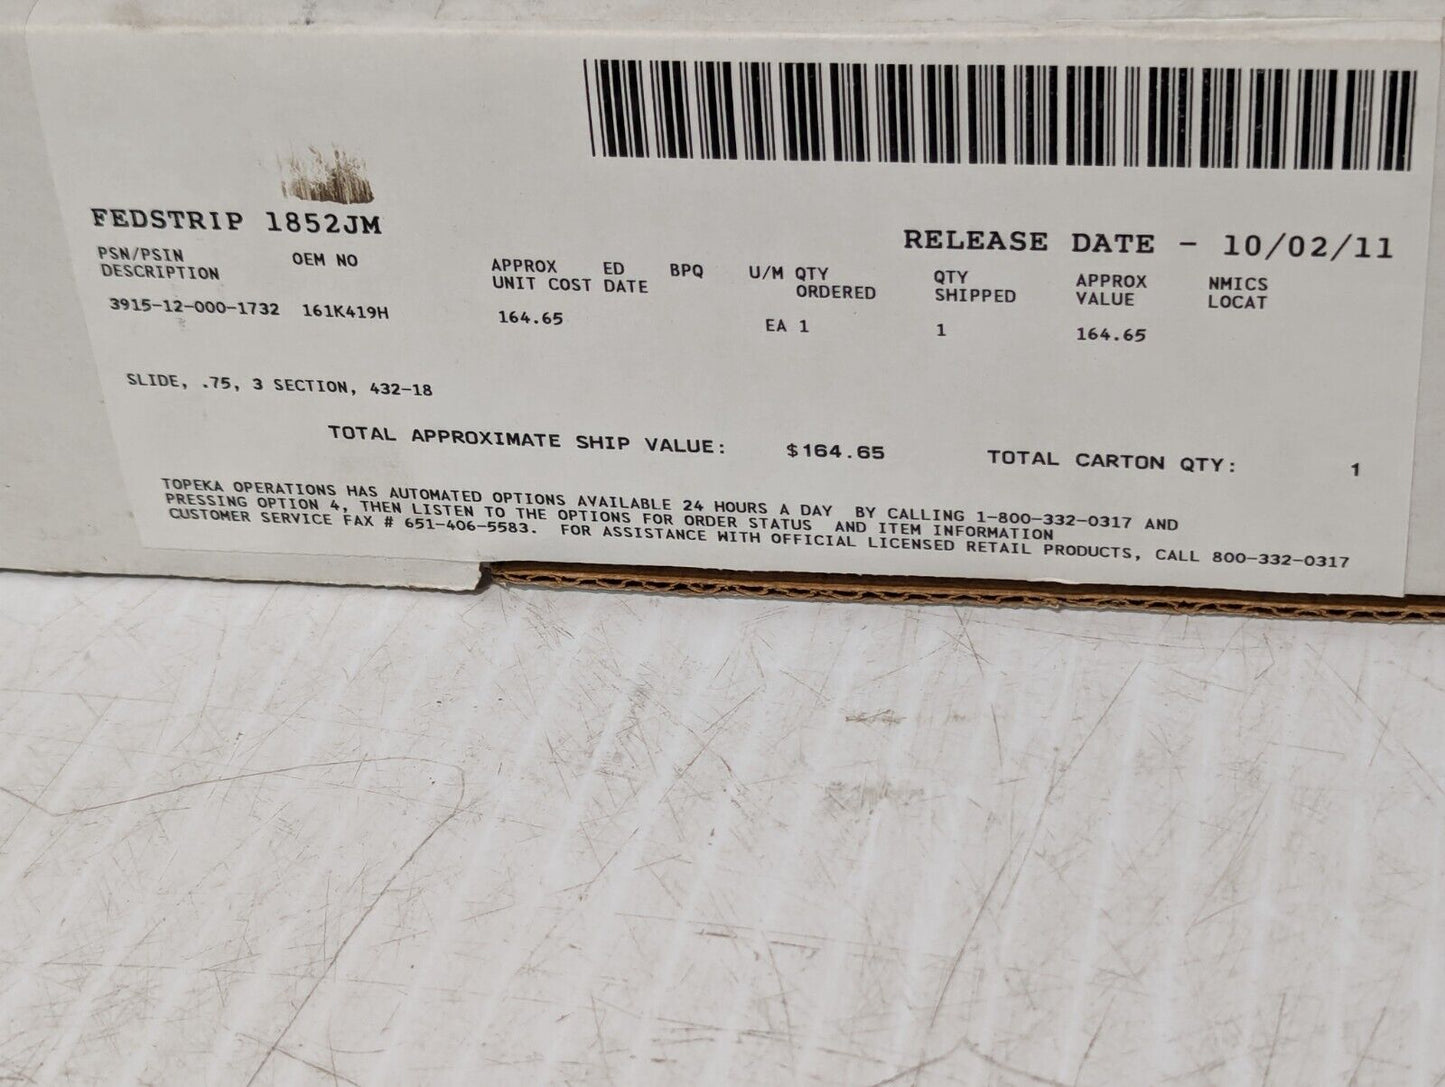 FEDSTRIP 1852JM
RELEASE DATE - 10/02/11
PSN/PSIN OEM NO APPROX ED BPQ U/M QTY QTY APPROX NMICS
DESCRIPTION UNIT COST DATE ORDERED SHIPPED VALUE LOCAT
3915-12-000-1732 161K419H 164.65 EA 1 1 164.65
SLIDE, .75, 3 SECTION, 432-18
TOTAL APPROXIMATE SHIP VALUE: $164.65 TOTAL CARTON QTY: 1
TOPEKA OPERATIONS HAS AUTOMATED OPTIONS AVAILABLE 24 HOURS A DAY BY CALLING 1-800-332-0317 AND
PRESSING OPTION 4, THEN LISTEN TO THE OPTIONS FOR ORDER STATUS AND ITEM INFORMATION
CUSTOMER SERVICE FAX # 651-406-5583. FOR ASSISTANCE WITH OFFICIAL LICENSED RETAIL PRODUCTS, CALL 800-332-0317